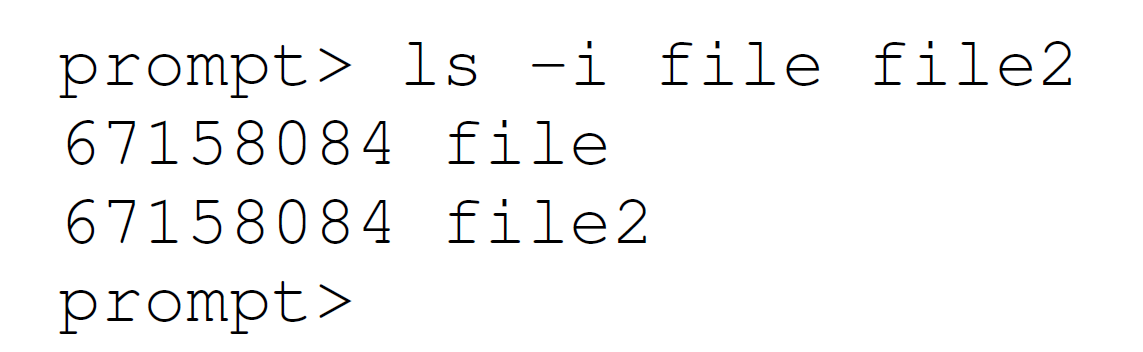 prompt> ls -i file file2
67158084 file
67158084 file2
prompt>